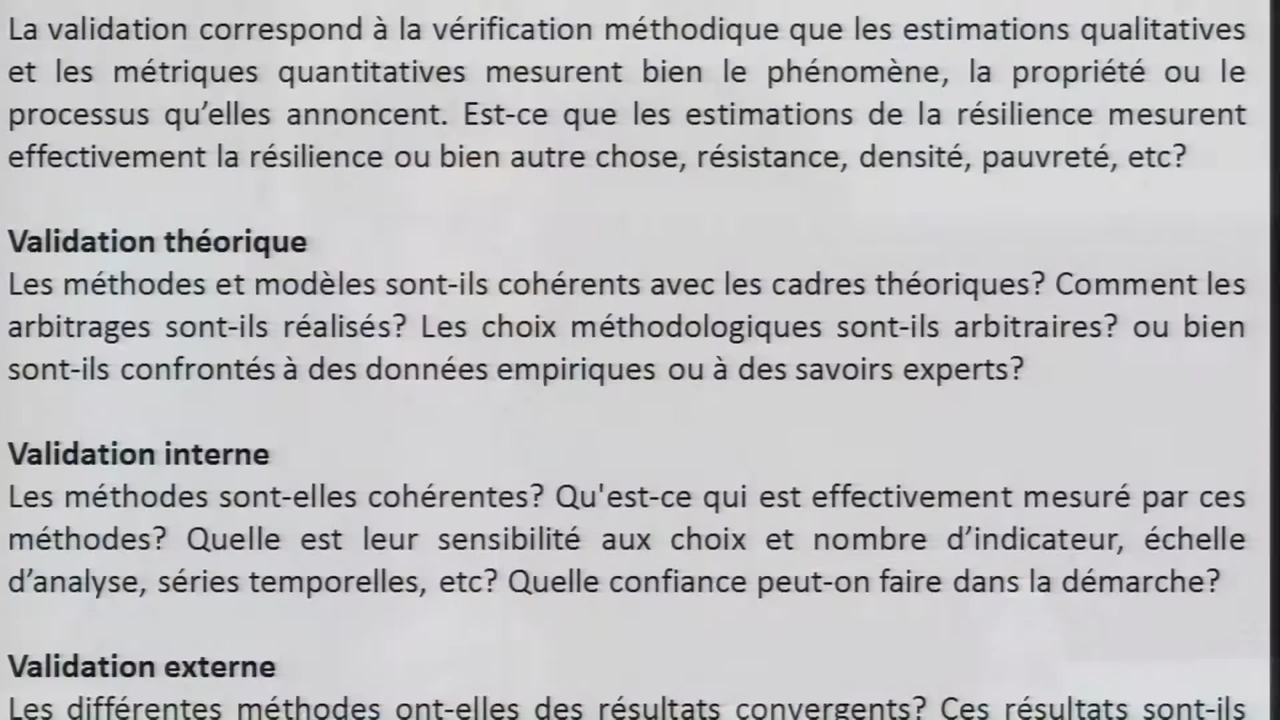 La validation correspond à la vérification méthodique que les estimations qualitatives
et les métriques quantitatives mesurent bien le phénomène, la propriété ou le
processus qu’elles annoncent. Est-ce que les estimations de la résilience mesurent
effectivement la résilience ou bien autre chose, résistance, densité, pauvreté, etc?
Validation théorique
Les méthodes et modèles sont-ils cohérents avec les cadres théoriques? Comment les
arbitrages sont-ils réalisés? Les choix méthodologiques sont-ils arbitraires? ou bien
sont-ils confrontés à des données empiriques ou à des savoirs experts?
Validation interne
Les méthodes sont-elles cohérentes? Qu'est-ce qui est effectivement mesuré par ces
méthodes? Quelle est leur sensibilité aux choix et nombre d’indicateur, échelle
d’analyse, séries temporelles, etc? Quelle confiance peut-on faire dans la démarche?
Validation externe
Les différentes méthodes ont-elles des résultats convergents? Ces résultats sont-ils